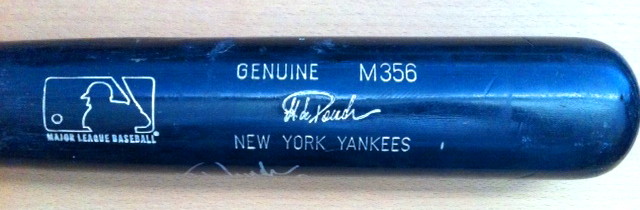 GENUINE M356
NEW YORK YANKEES
MAJOR LEAGUE BASEBALL®